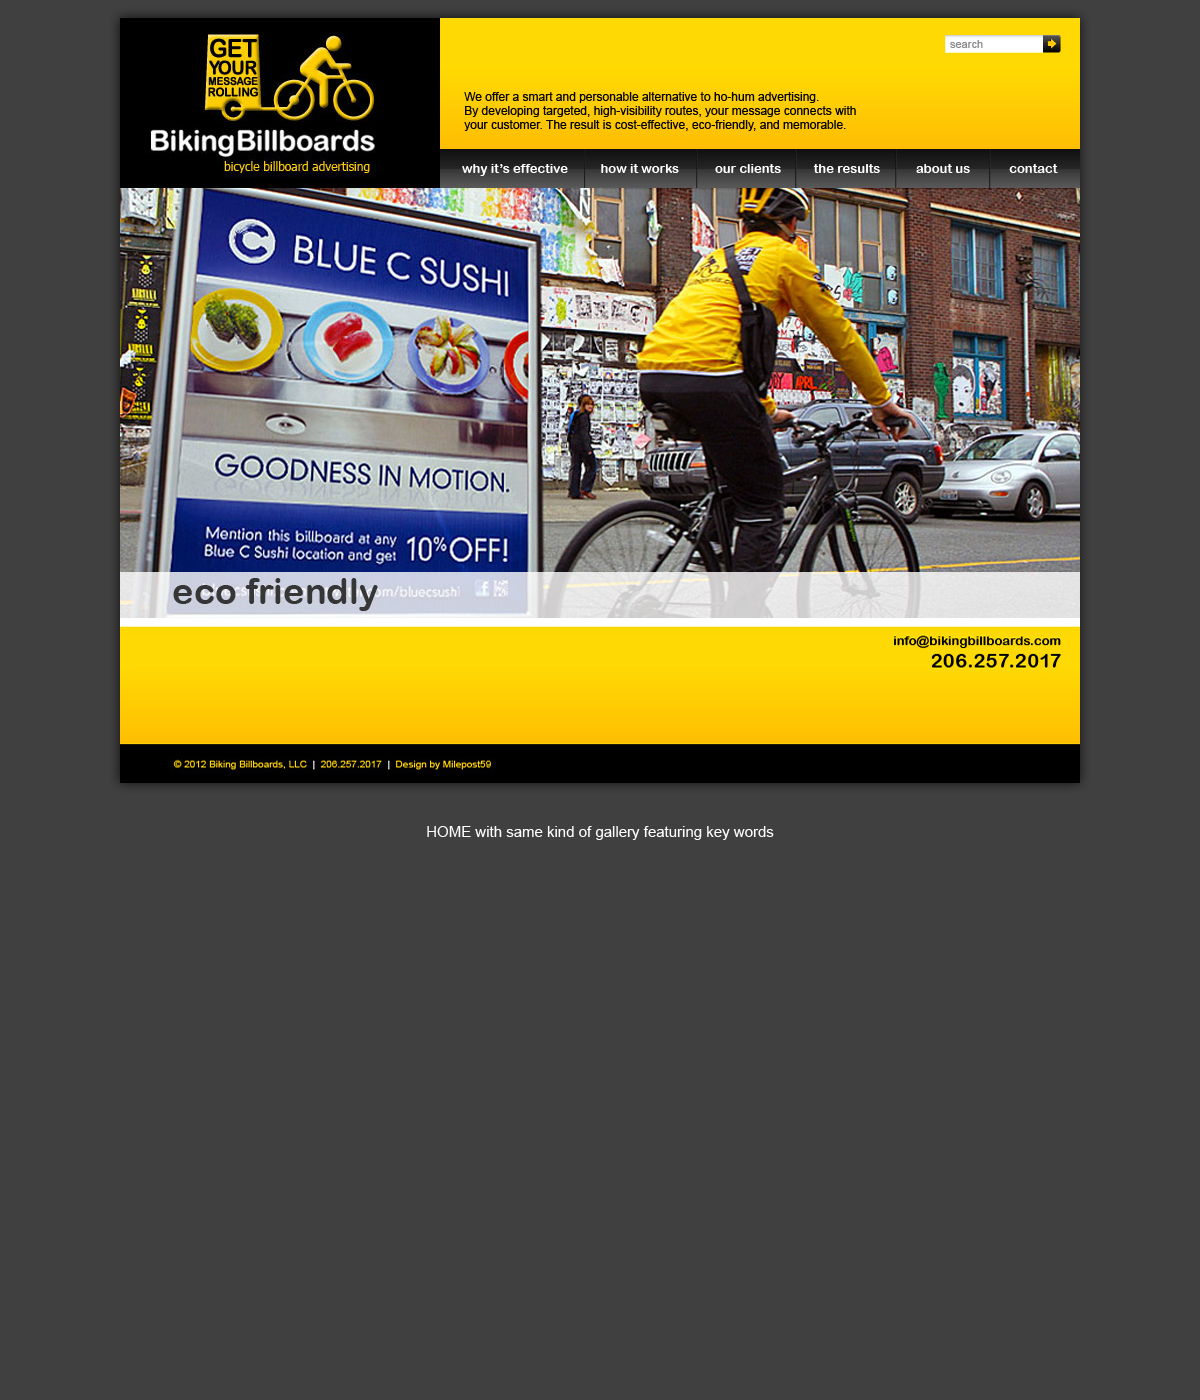 GET
YOUR
MESSAGE
ROLLING
BikingBillboards
bicycle billboard advertising
search
We offer a smart and personable alternative to ho-hum advertising.
By developing targeted, high-visibility routes, your message connects with
your customer. The result is cost-effective, eco-friendly, and memorable.
why it's effective
how it works
our clients
the results
about us
contact
C BLUE C SUSHI
GOODNESS IN MOTION.
Mention this billboard at any
Blue C Sushi location and get 10% OFF!
NIRVANA
NIRVANA
GET
YOUR
APRIL
eco friendly
info@bikingbillboards.com
206.257.2017
© 2012 Biking Billboards, LLC | 206.257.2017 | Design by Milepost59
HOME with same kind of gallery featuring key words